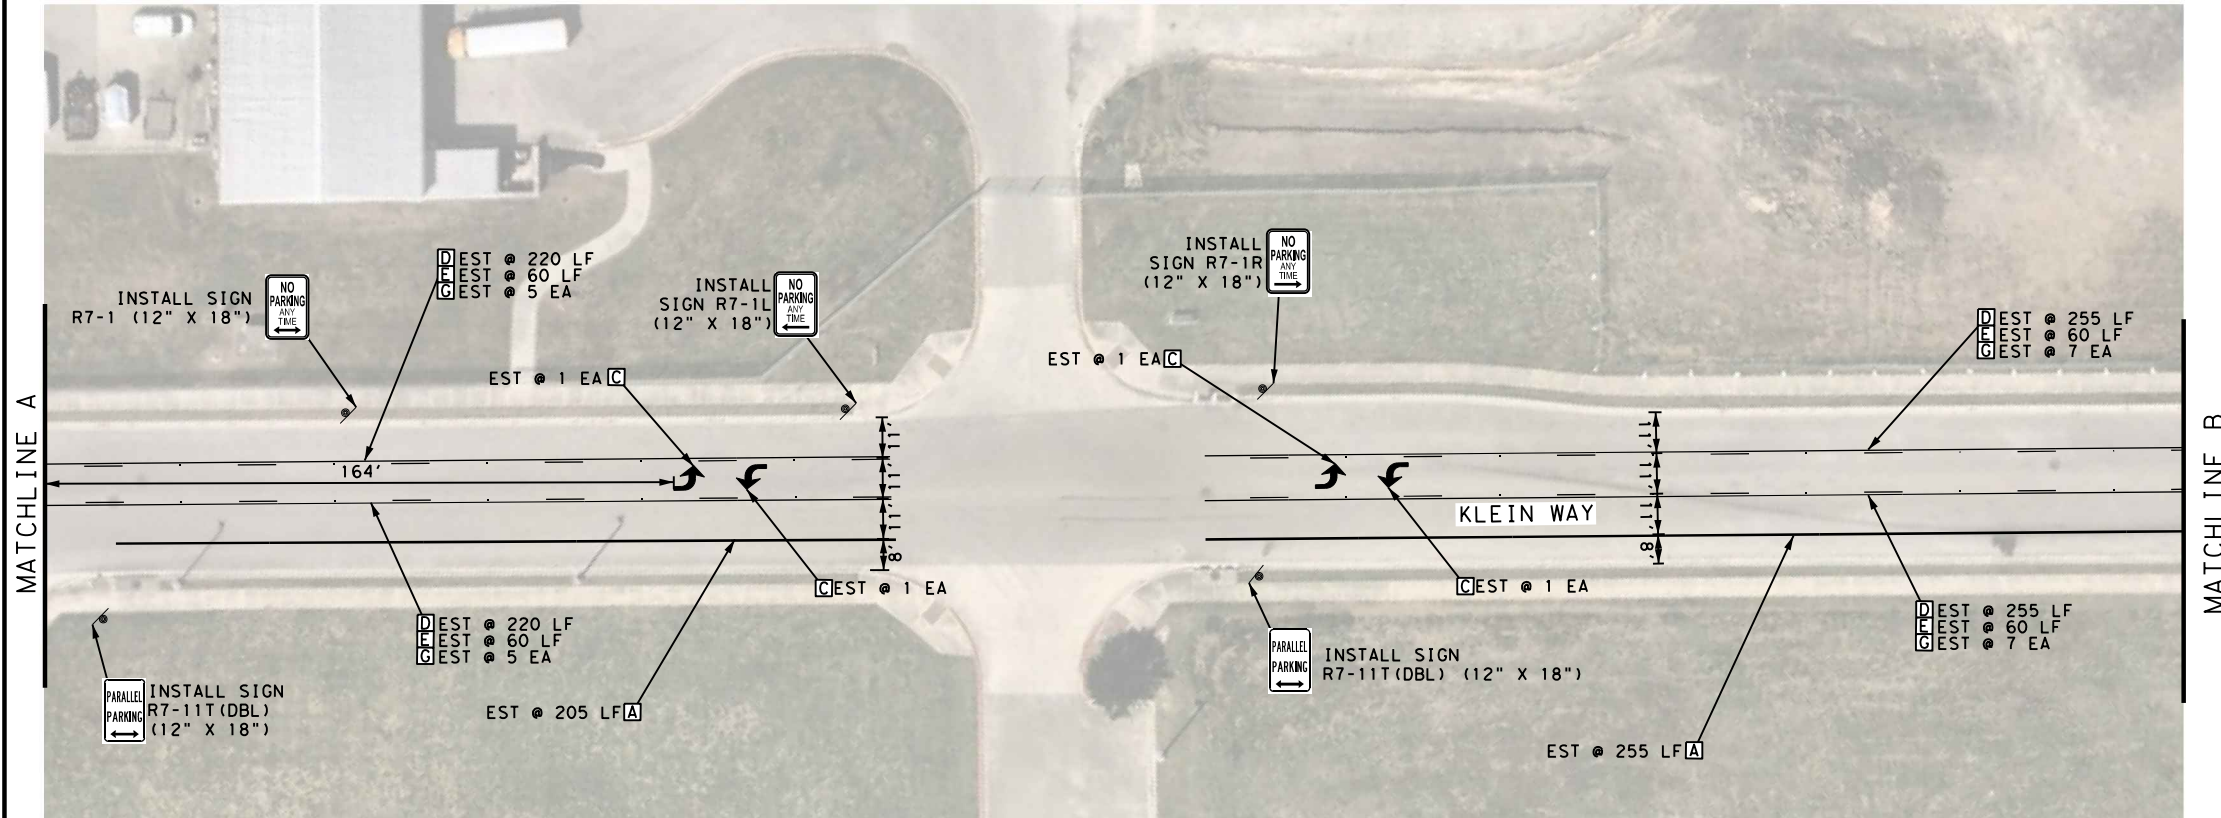 MATCHLINE A
INSTALL SIGN
R7-1 (12" X 18")
NO
PARKING
ANY
TIME
D EST @ 220 LF
E EST @ 60 LF
G EST @ 5 EA
INSTALL
SIGN R7-1L
(12" X 18")
NO
PARKING
ANY
TIME
EST @ 1 EA C
INSTALL
SIGN R7-1R
(12" X 18")
NO
PARKING
ANY
TIME
EST @ 1 EA C
D EST @ 255 LF
E EST @ 60 LF
G EST @ 7 EA
164'
11'
11'
11'
8'
11'
11'
11'
8'
KLEIN WAY
C EST @ 1 EA
C EST @ 1 EA
D EST @ 220 LF
E EST @ 60 LF
G EST @ 5 EA
D EST @ 255 LF
E EST @ 60 LF
G EST @ 7 EA
PARALLEL
PARKING
INSTALL SIGN
R7-11T(DBL)
(12" X 18")
EST @ 205 LF A
PARALLEL
PARKING
INSTALL SIGN
R7-11T(DBL) (12" X 18")
EST @ 255 LF A
MATCHLINE B